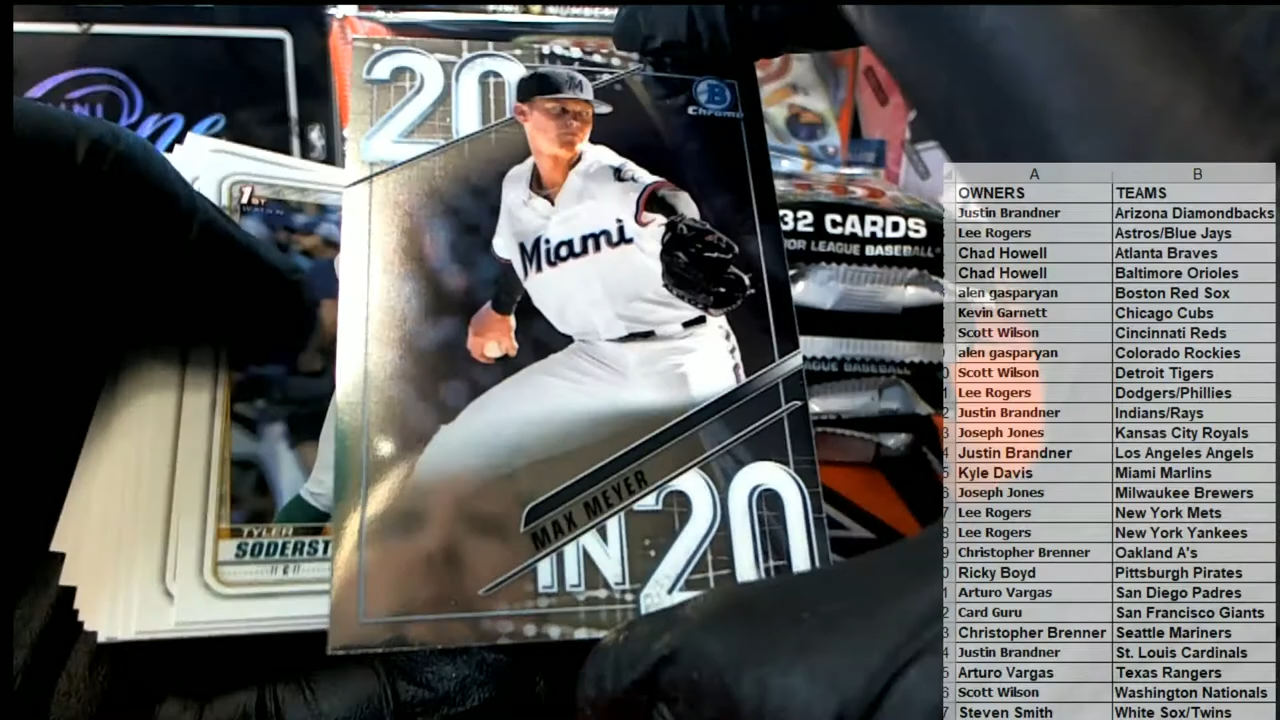 20
B
Chrome
Miami
MAX MEYER
IN 20
1ST
TYLER
SODERST
C
32 CARDS
OR LEAGUE BASEBALL
A B
OWNERS TEAMS
Justin Brandner Arizona Diamondbacks
Lee Rogers Astros/Blue Jays
Chad Howell Atlanta Braves
Chad Howell Baltimore Orioles
alen gasparyan Boston Red Sox
Kevin Garnett Chicago Cubs
Scott Wilson Cincinnati Reds
alen gasparyan Colorado Rockies
Scott Wilson Detroit Tigers
Lee Rogers Dodgers/Phillies
Justin Brandner Indians/Rays
Joseph Jones Kansas City Royals
Justin Brandner Los Angeles Angels
Kyle Davis Miami Marlins
Joseph Jones Milwaukee Brewers
Lee Rogers New York Mets
Lee Rogers New York Yankees
Christopher Brenner Oakland A's
Ricky Boyd Pittsburgh Pirates
Arturo Vargas San Diego Padres
Card Guru San Francisco Giants
Christopher Brenner Seattle Mariners
Justin Brandner St. Louis Cardinals
Arturo Vargas Texas Rangers
Scott Wilson Washington Nationals
Steven Smith White Sox/Twins